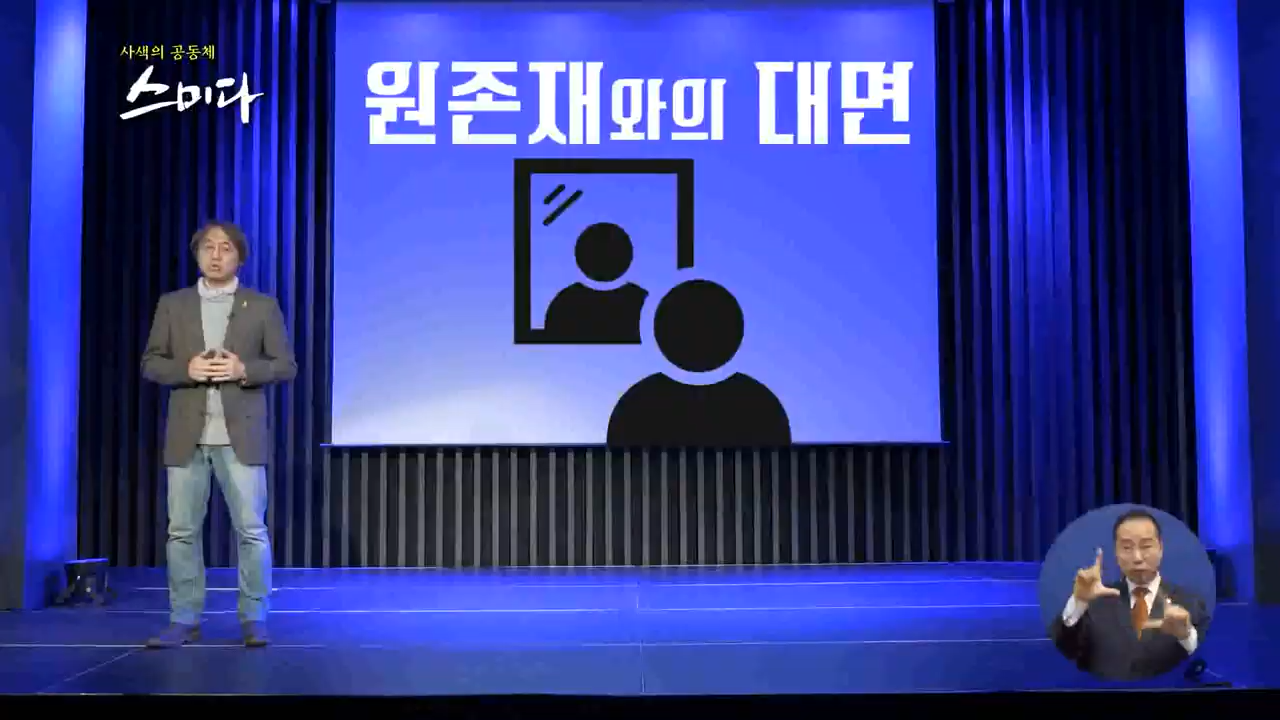 사색의 공동체
스미다
원존재와의 대면